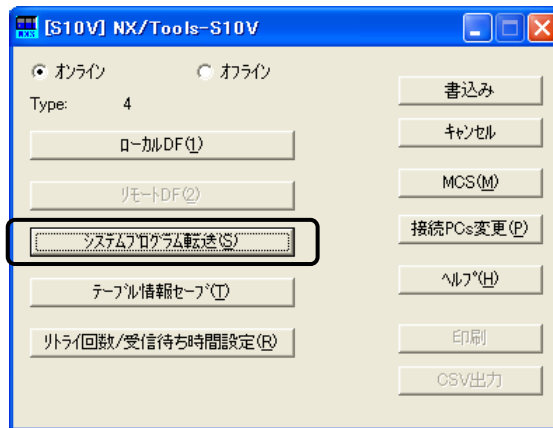 [S10V] NX/Tools-S10V
オンライン オフライン
Type: 4
ローカルDF(1)
リモートDF(2)
システムプログラム転送(S)
テーブル情報セーブ(T)
リトライ回数/受信待ち時間設定(R)
書込み
キャンセル
MCS(M)
接続PCs変更(P)
ヘルプ(H)
印刷
CSV出力